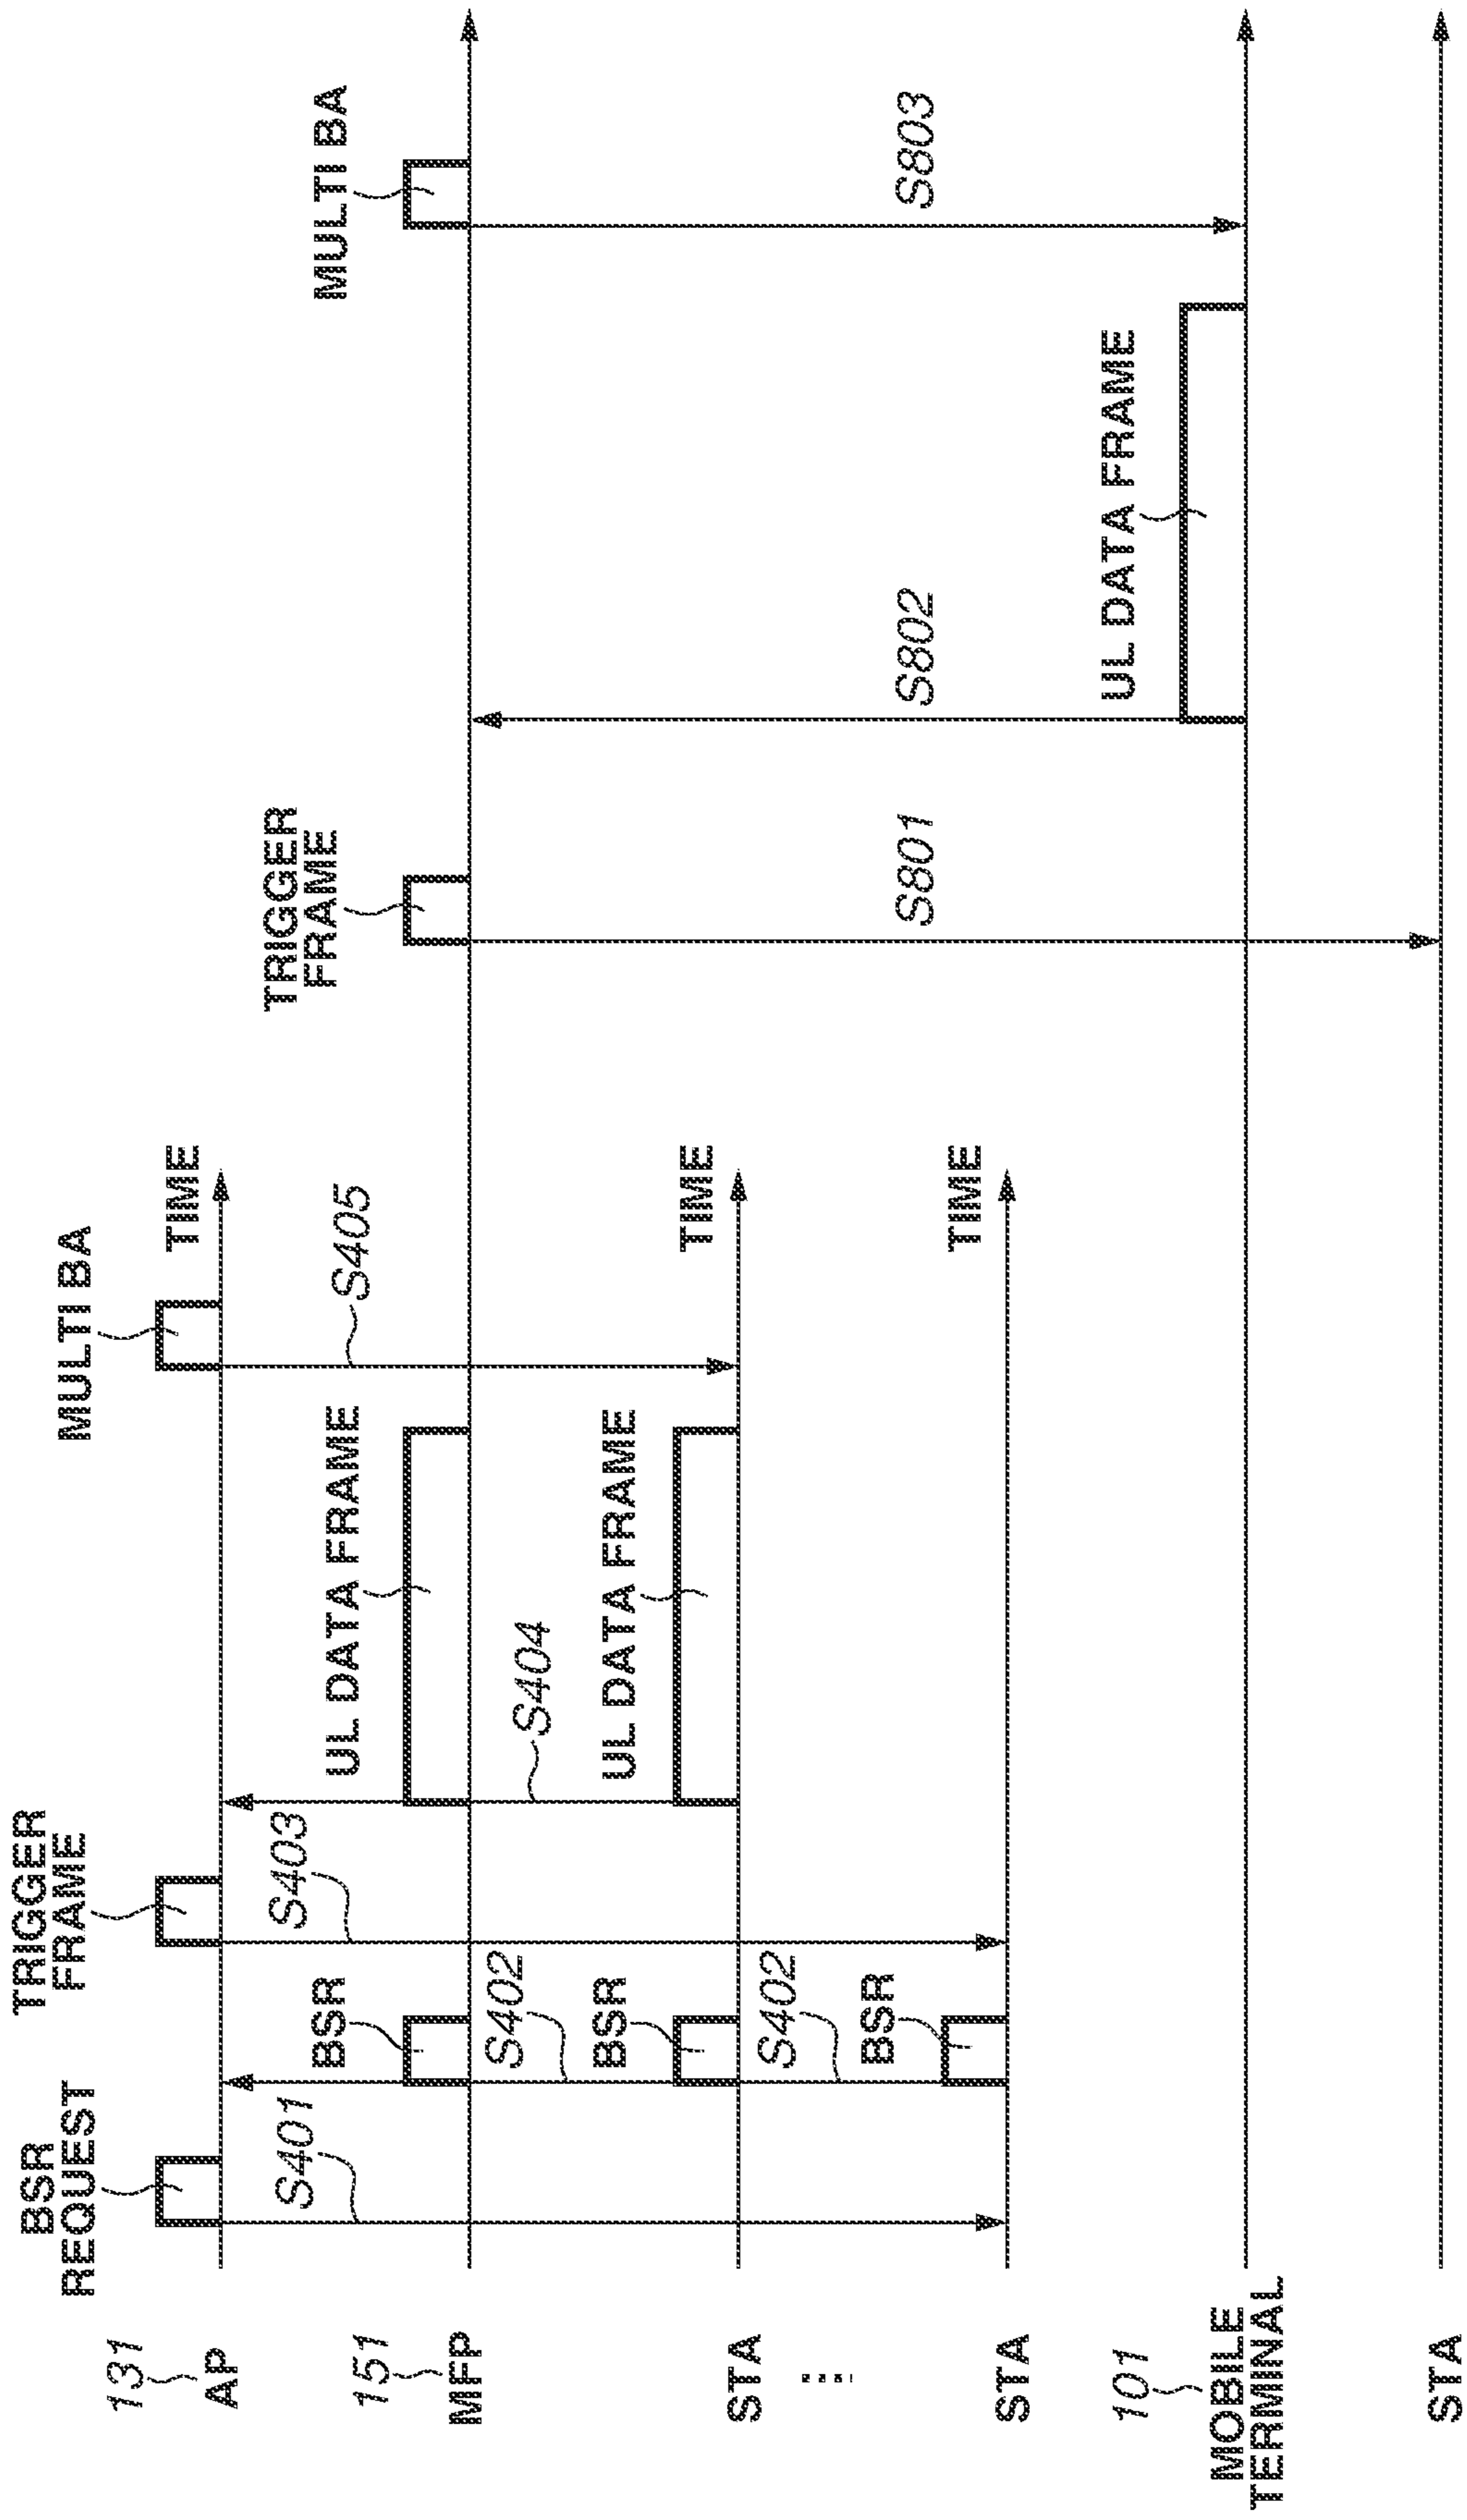 131
AP
BSR
REQUEST
S401
TRIGGER
FRAME
S403
MULTI BA
S405
TIME
151
MFP
BSR
S402
UL DATA FRAME
S404
TRIGGER
FRAME
S801
MULTI BA
S803
STA
BSR
S402
UL DATA FRAME
TIME
STA
BSR
TIME
S802
101
MOBILE
TERMINAL
UL DATA FRAME
STA